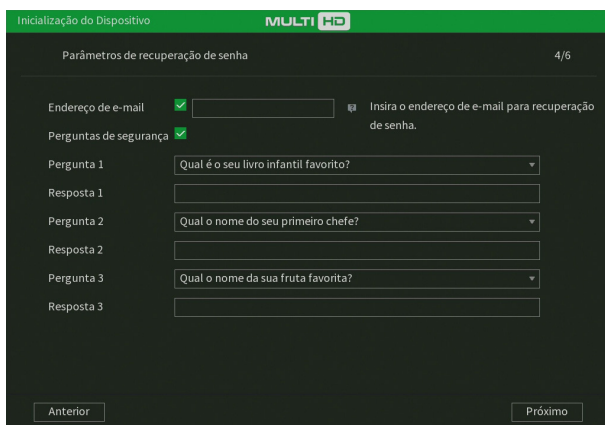 Inicialização do Dispositivo
MULTI HD
Parâmetros de recuperação de senha
4/6
Endereço de e-mail
Insira o endereço de e-mail para recuperação
de senha.
Perguntas de segurança
Pergunta 1
Qual é o seu livro infantil favorito?
Resposta 1
Pergunta 2
Qual o nome do seu primeiro chefe?
Resposta 2
Pergunta 3
Qual o nome da sua fruta favorita?
Resposta 3
Anterior
Próximo